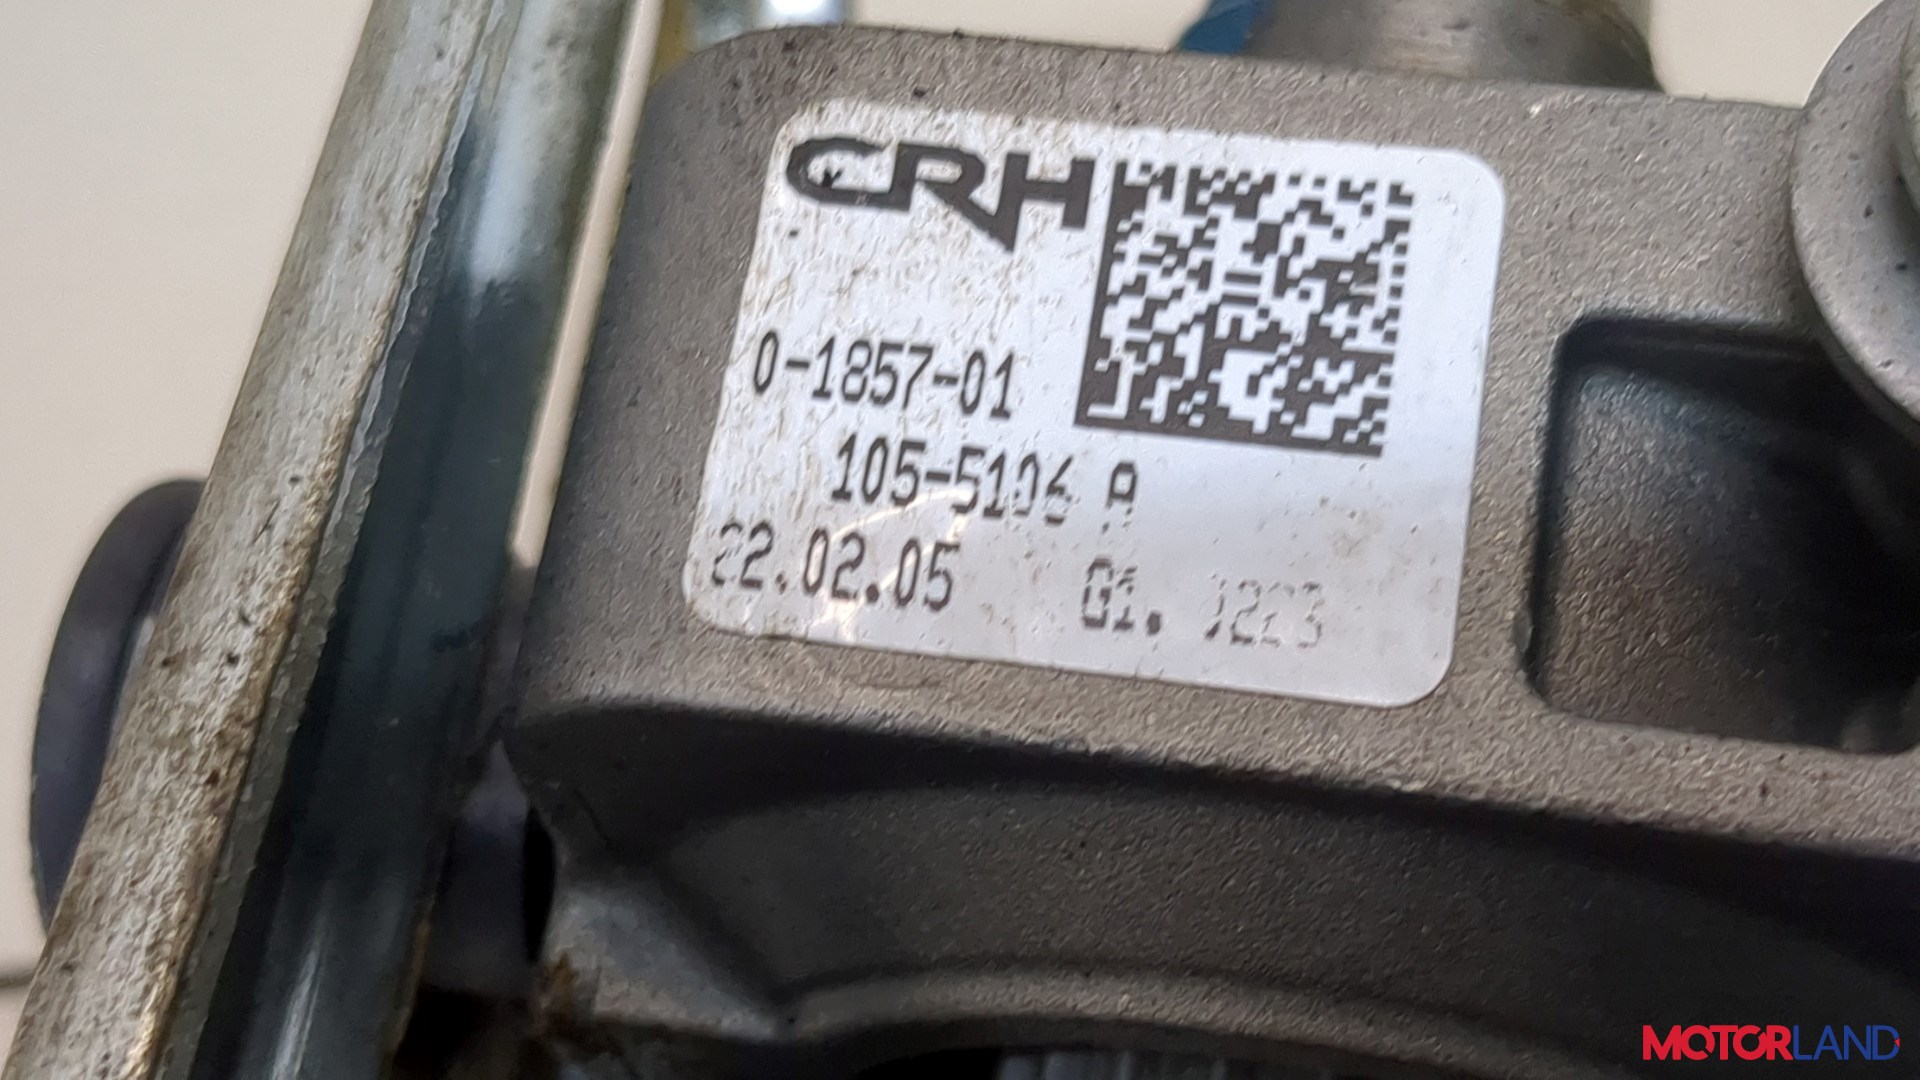 CRH
0-1857-01
105-5106 A
22.02.05
MOTORLAND